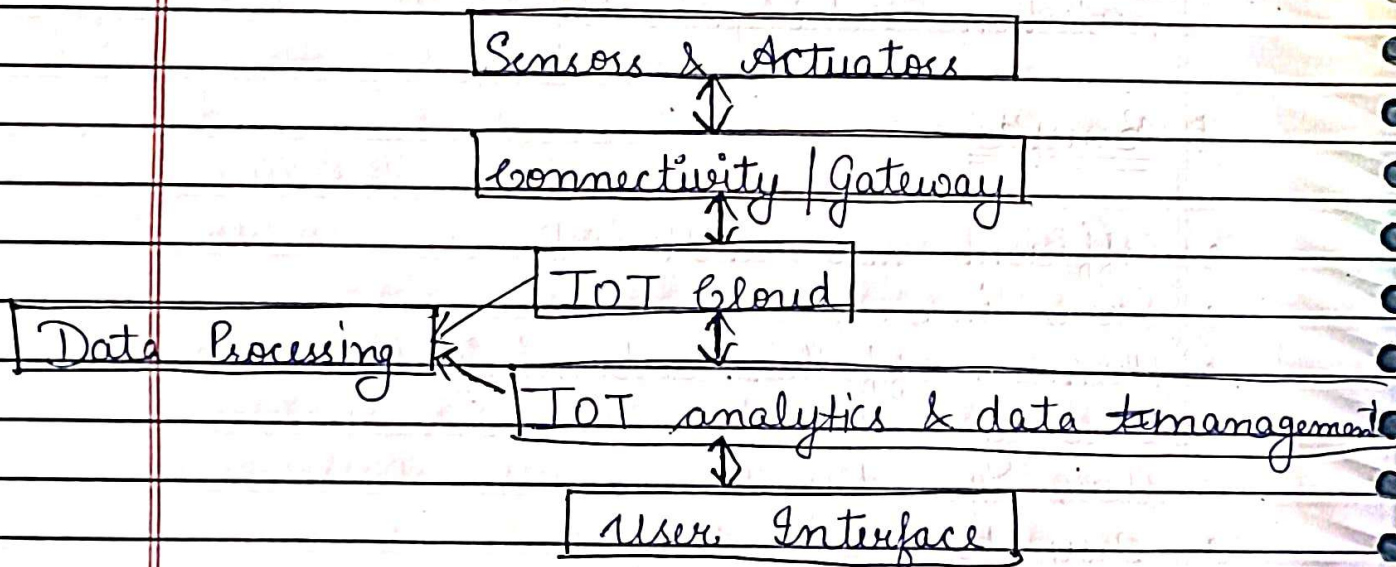 Sensors & Actuators
Connectivity | Gateway
IOT Cloud
Data Processing
IOT analytics & data management
User Interface